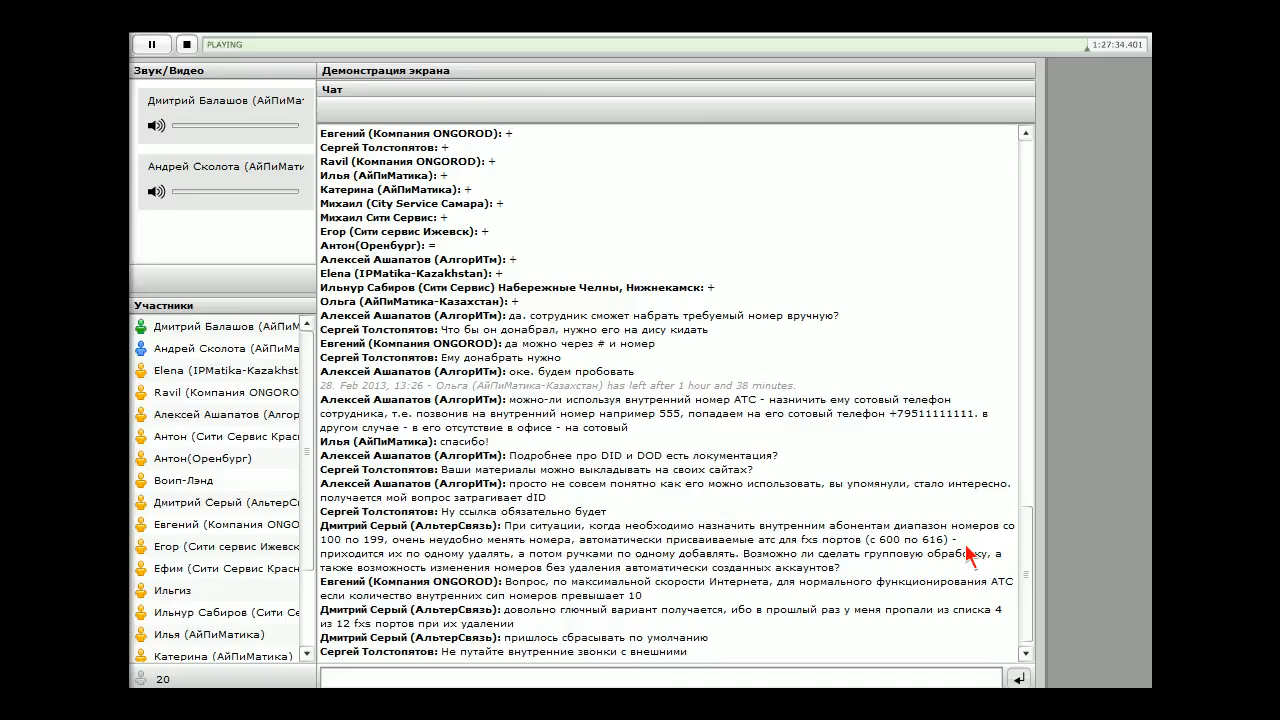 PLAYING
1:27:34.401
Звук/Видео
Демонстрация экрана
Чат
Дмитрий Балашов (АйПиМа
Андрей Сколота (АйПиМати
Участники
Дмитрий Балашов (АйПиМ
Андрей Сколота (АйПиМа
Elena (IPMatika-Kazakhst
Ravil (Компания ONGORO
Алексей Ашапатов (Алгор
Антон (Сити Сервис Крас
Антон(Оренбург)
Воип-Лэнд
Дмитрий Серый (АльтерС
Евгений (Компания ONGO
Егор (Сити сервис Ижевск
Ефим (Сити Сервис Ижевс
Ильгиз
Ильнур Сабиров (Сити Се
Илья (АйПиМатика)
Катерина (АйПиМатика)
20
Евгений (Компания ONGOROD): +
Сергей Толстопятов: +
Ravil (Компания ONGOROD): +
Илья (АйПиМатика): +
Катерина (АйПиМатика): +
Михаил (City Service Самара): +
Михаил Сити Сервис: +
Егор (Сити сервис Ижевск): +
Антон(Оренбург): =
Алексей Ашапатов (АлгорИТм): +
Elena (IPMatika-Kazakhstan): +
Ильнур Сабиров (Сити Сервис) Набережные Челны, Нижнекамск: +
Ольга (АйПиМатика-Казахстан): +
Алексей Ашапатов (АлгорИТм): да. сотрудник сможет набрать требуемый номер вручную?
Сергей Толстопятов: Что бы он донабрал, нужно его на дису кидать
Евгений (Компания ONGOROD): да можно через # и номер
Сергей Толстопятов: Ему донабрать нужно
Алексей Ашапатов (АлгорИТм): оке. будем пробовать
28. Feb 2013, 13:26 - Ольга (АйПиМатика-Казахстан) has left after 1 hour and 38 minutes.
Алексей Ашапатов (АлгорИТм): можно-ли используя внутренний номер АТС - назничить ему сотовый телефон
сотрудника, т.е. позвонив на внутренний номер например 555, попадаем на его сотовый телефон +79511111111. в
другом случае - в его отсутствие в офисе - на сотовый
Илья (АйПиМатика): спасибо!
Алексей Ашапатов (АлгорИТм): Подробнее про DID и DOD есть локументация?
Сергей Толстопятов: Ваши материалы можно выкладывать на своих сайтах?
Алексей Ашапатов (АлгорИТм): просто не совсем понятно как его можно использовать, вы упомянули, стало интересно.
получается мой вопрос затрагивает dID
Сергей Толстопятов: Ну ссылка обязательно будет
Дмитрий Серый (АльтерСвязь): При ситуации, когда необходимо назначить внутренним абонентам диапазон номеров со
100 по 199, очень неудобно менять номера, автоматически присваиваемые атс для fxs портов (с 600 по 616) -
приходится их по одному удалять, а потом ручками по одному добавлять. Возможно ли сделать групповую обработку, а
также возможность изменения номеров без удаления автоматически созданных аккаунтов?
Евгений (Компания ONGOROD): Вопрос, по максимальной скорости Интернета, для нормального функционирования АТС
если количество внутренних сип номеров превышает 10
Дмитрий Серый (АльтерСвязь): довольно глючный вариант получается, ибо в прошлый раз у меня пропали из списка 4
из 12 fxs портов при их удалении
Дмитрий Серый (АльтерСвязь): пришлось сбрасывать по умолчанию
Сергей Толстопятов: Не путайте внутренние звонки с внешними